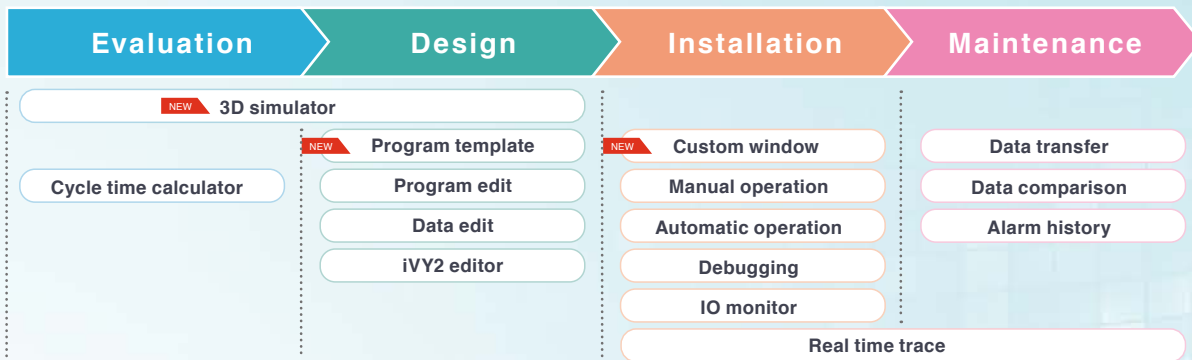 Evaluation
Design
Installation
Maintenance
NEW 3D simulator
NEW Program template
NEW Custom window
Data transfer
Cycle time calculator
Program edit
Manual operation
Data comparison
Data edit
Automatic operation
Alarm history
iVY2 editor
Debugging
IO monitor
Real time trace